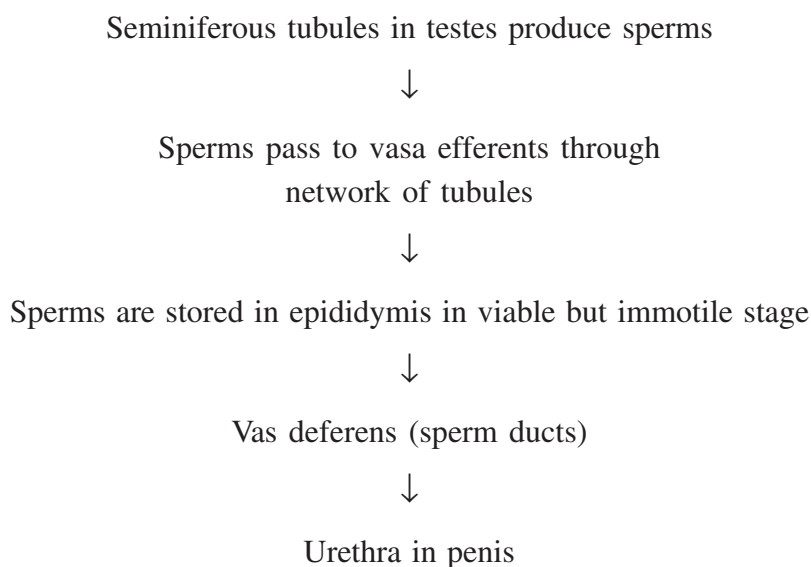 Seminiferous tubules in testes produce sperms
↓
Sperms pass to vasa efferents through
network of tubules
↓
Sperms are stored in epididymis in viable but immotile stage
↓
Vas deferens (sperm ducts)
↓
Urethra in penis